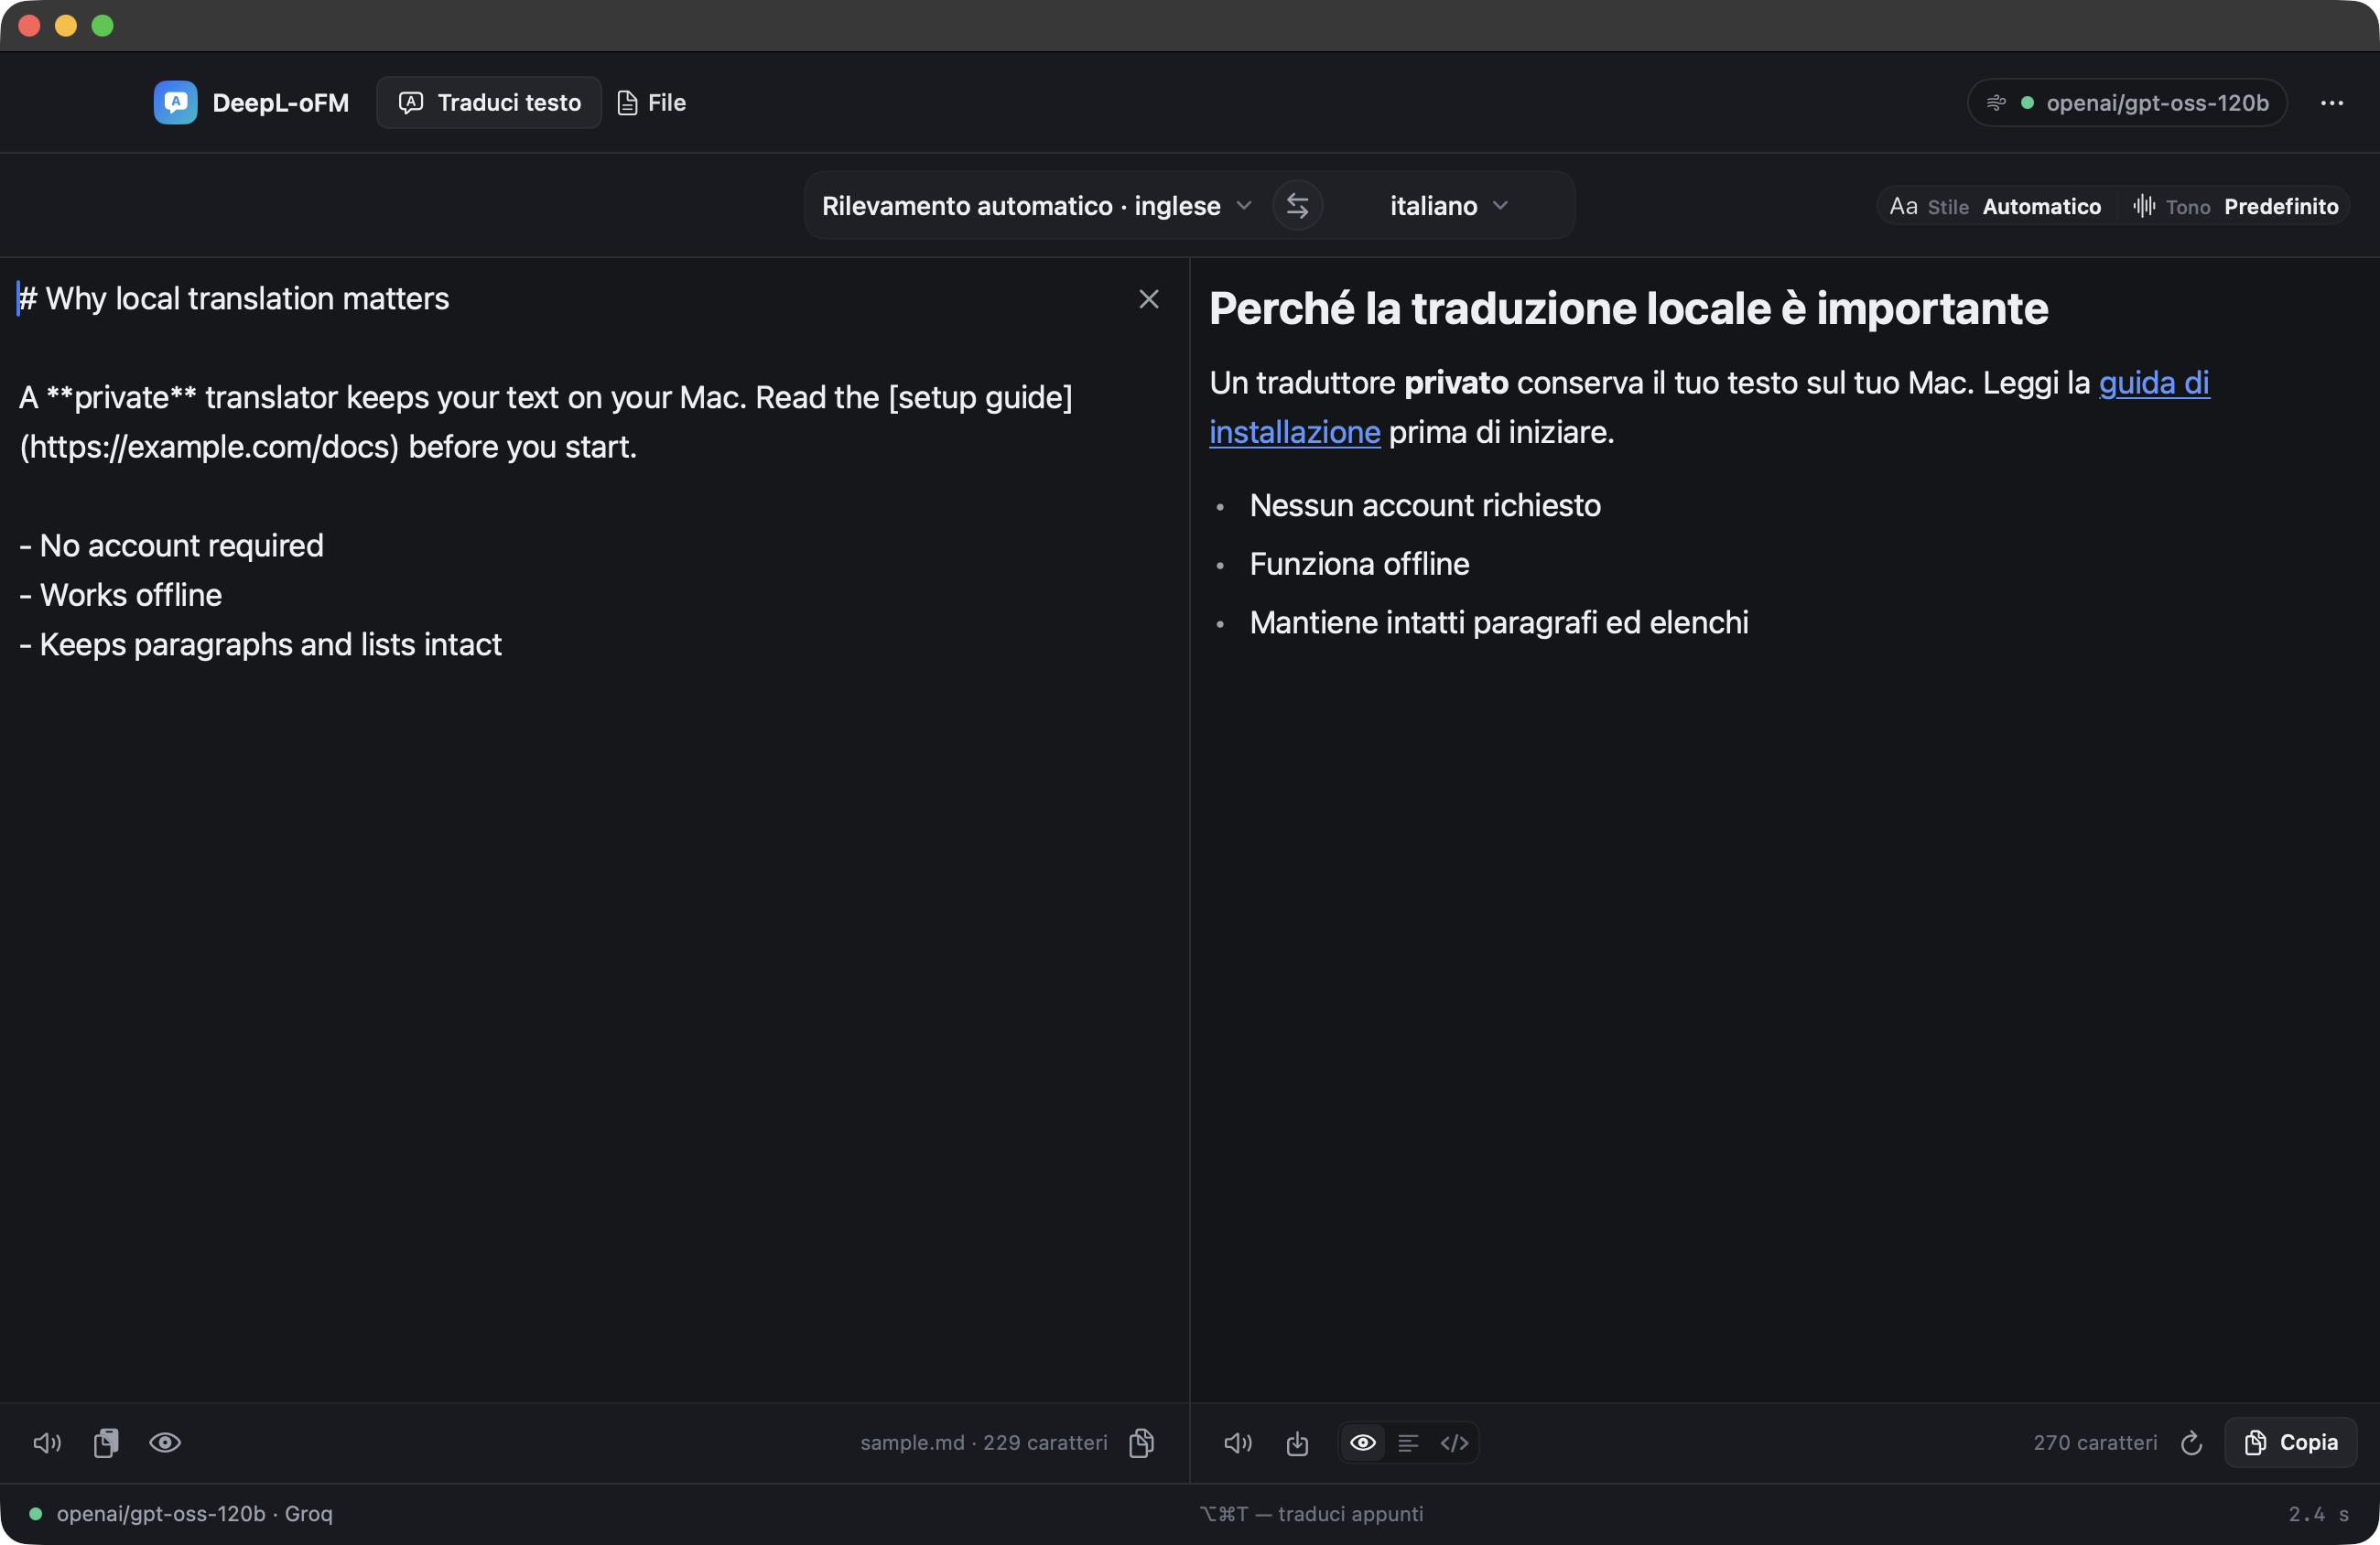 DeepL-oFM
Traduci testo
File
openai/gpt-oss-120b
Rilevamento automatico · inglese
italiano
Aa Stile Automatico
Tono Predefinito
# Why local translation matters
A **private** translator keeps your text on your Mac. Read the [setup guide]
(https://example.com/docs) before you start.
- No account required
- Works offline
- Keeps paragraphs and lists intact
Perché la traduzione locale è importante
Un traduttore privato conserva il tuo testo sul tuo Mac. Leggi la guida di
installazione prima di iniziare.
• Nessun account richiesto
• Funziona offline
• Mantiene intatti paragrafi ed elenchi
sample.md · 229 caratteri
270 caratteri
Copia
openai/gpt-oss-120b · Groq
⌥⌘T — traduci appunti
2.4 s